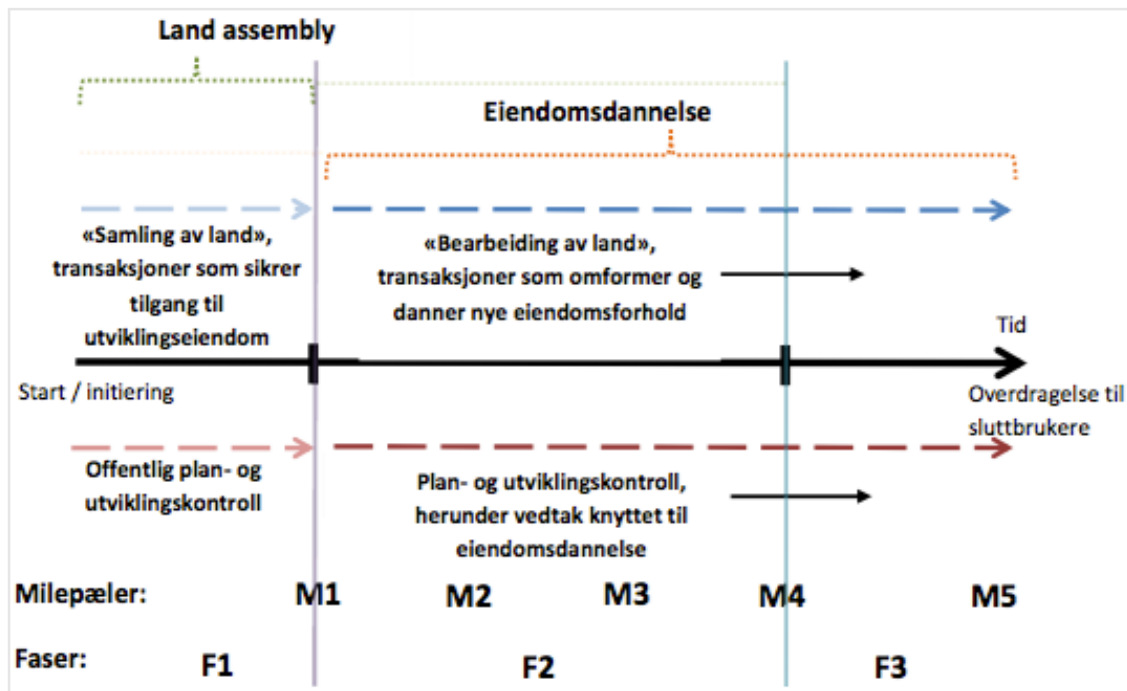 Land assembly
Eiendomsdannelse
«Samling av land»,
transaksjoner som sikrer
tilgang til
utviklingseiendom
«Bearbeiding av land»,
transaksjoner som omformer og
danner nye eiendomsforhold
Tid
Start / initiering
Overdragelse til
sluttbrukere
Offentlig plan- og
utviklingskontroll
Plan- og utviklingskontroll,
herunder vedtak knyttet til
eiendomsdannelse
Milepæler: M1 M2 M3 M4 M5
Faser: F1 F2 F3